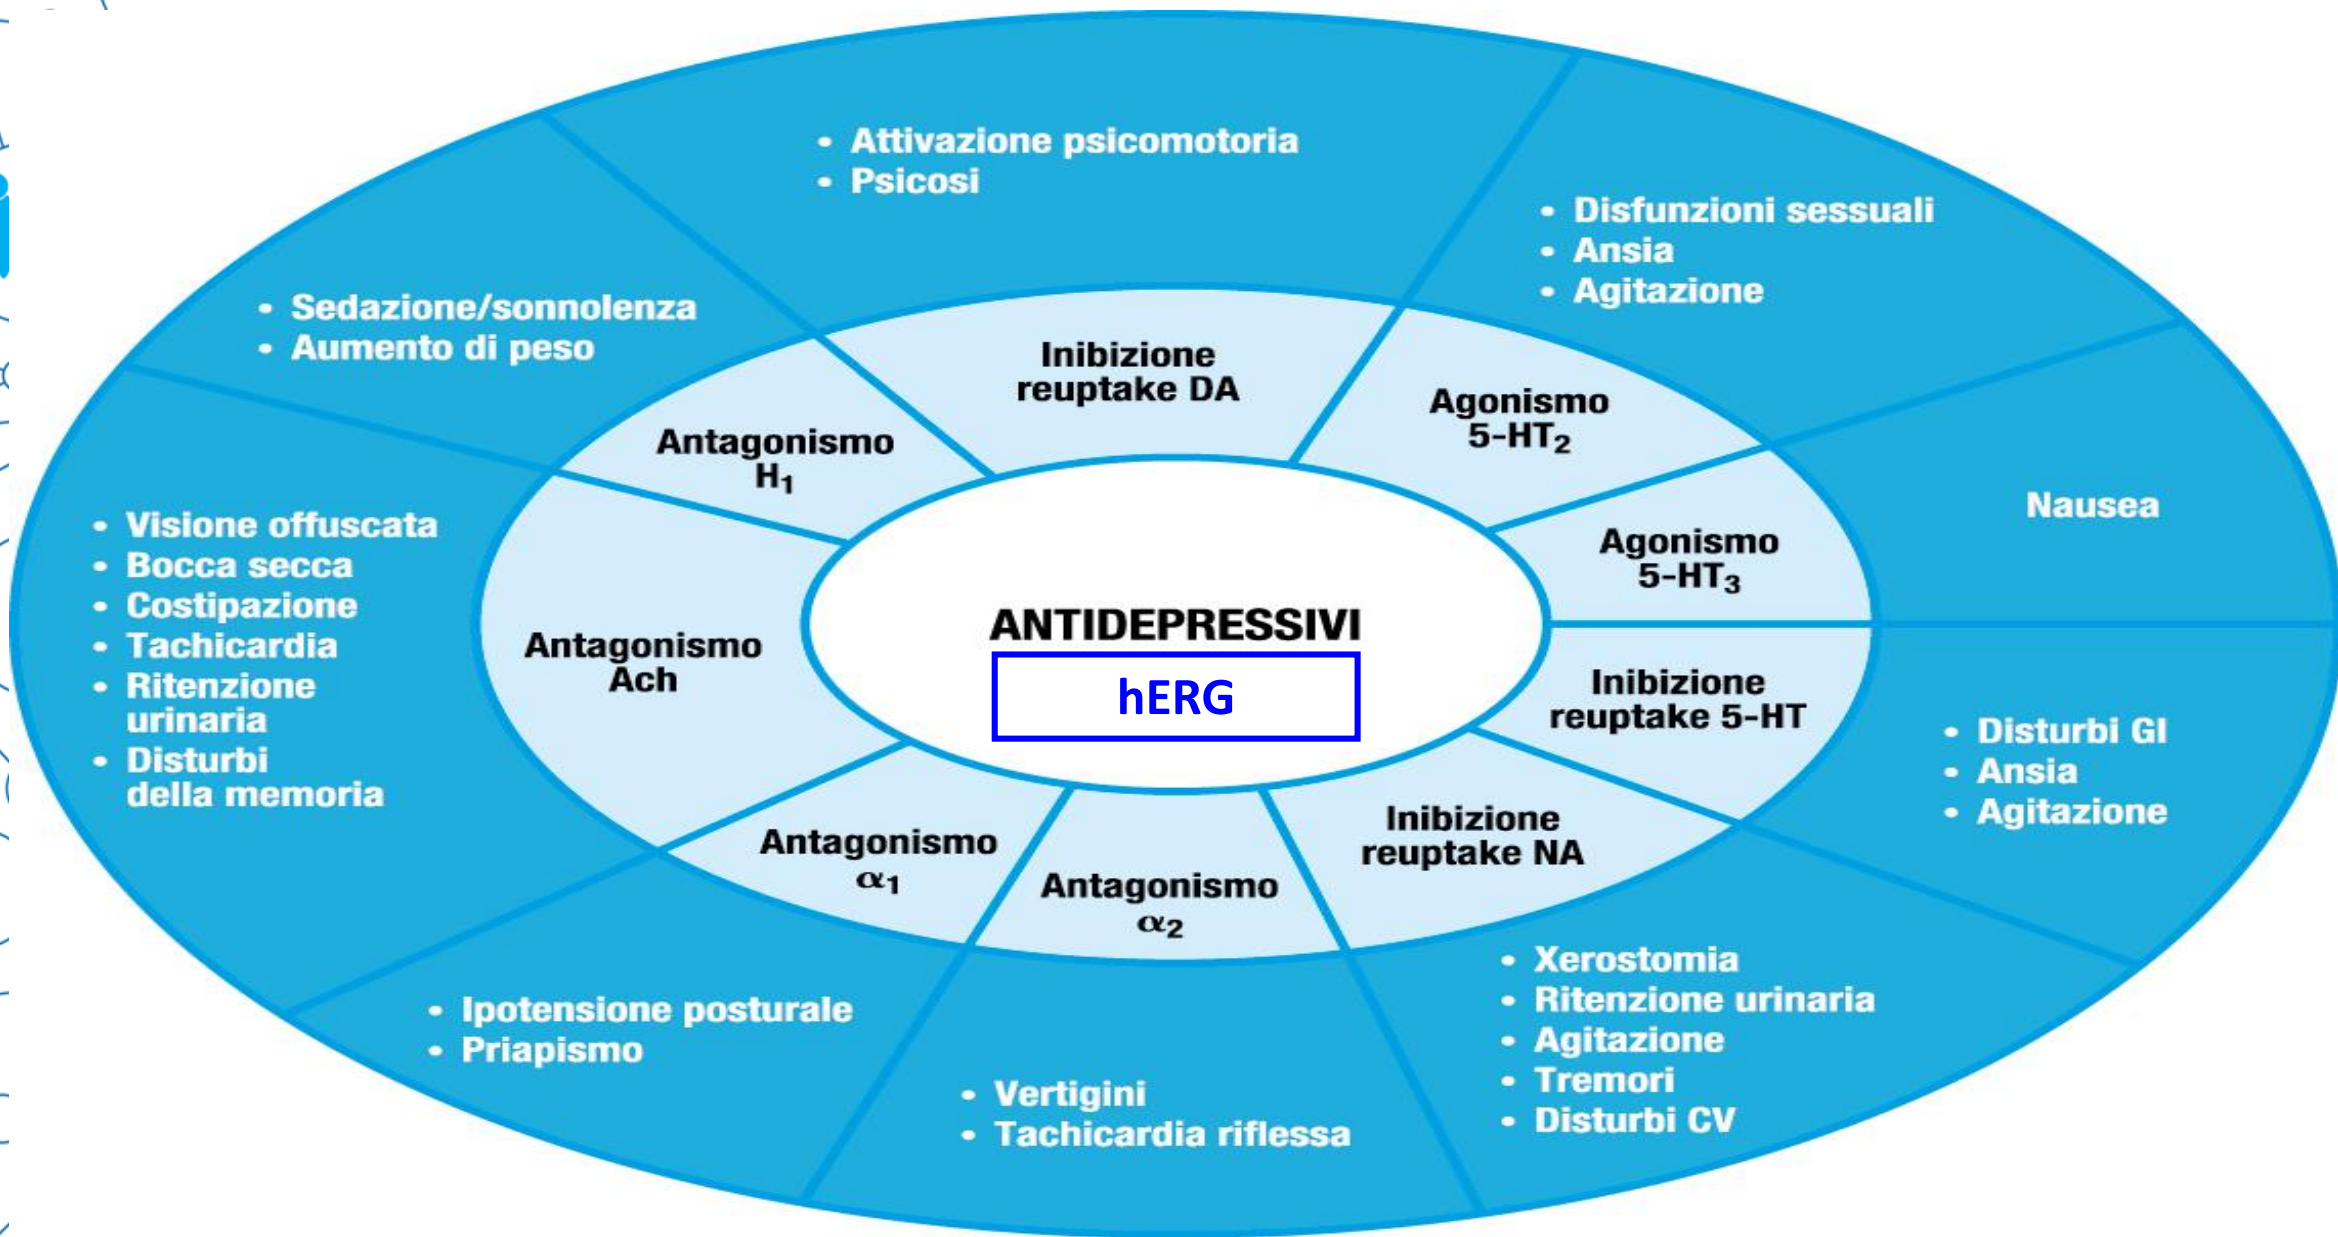 • Attivazione psicomotoria
• Psicosi
• Disfunzioni sessuali
• Ansia
• Agitazione
• Sedazione/sonnolenza
• Aumento di peso
Inibizione
reuptake DA
Agonismo
5-HT₂
Antagonismo
H₁
Nausea
Agonismo
5-HT₃
• Visione offuscata
• Bocca secca
• Costipazione
• Tachicardia
• Ritenzione
urinaria
• Disturbi
della memoria
Antagonismo
Ach
ANTIDEPRESSIVI
hERG
Inibizione
reuptake 5-HT
• Disturbi GI
• Ansia
• Agitazione
Antagonismo
α₁
Antagonismo
α₂
Inibizione
reuptake NA
• Ipotensione posturale
• Priapismo
• Vertigini
• Tachicardia riflessa
• Xerostomia
• Ritenzione urinaria
• Agitazione
• Tremori
• Disturbi CV